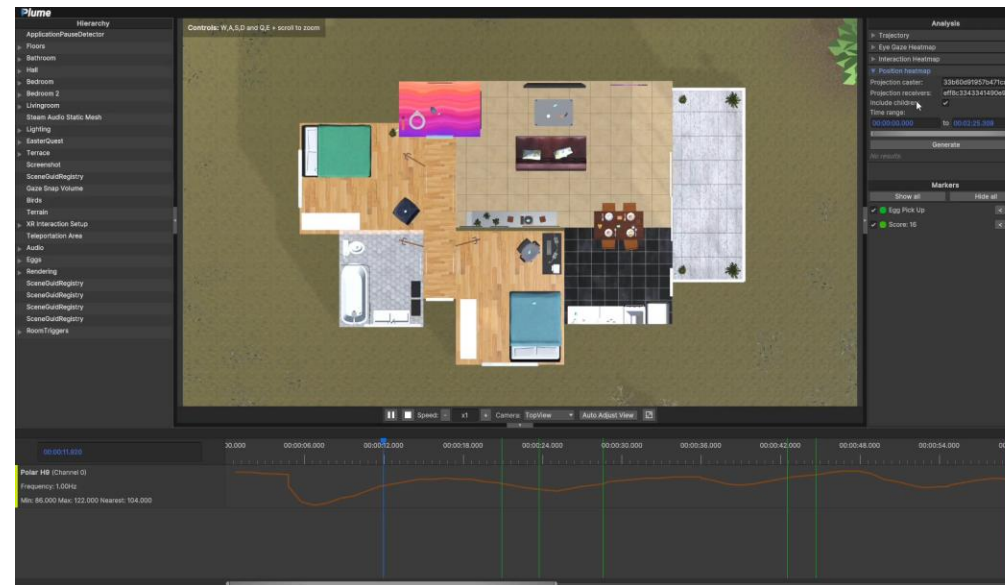 Plume
Hierarchy
ApplicationPauseDetector
Floors
Bathroom
Hall
Bedroom
Bedroom 2
Livingroom
Steam Audio Static Mesh
Lighting
EasterQuest
Terrace
Screenshot
SceneGuidRegistry
Gaze Snap Volume
Birds
Terrain
XR Interaction Setup
Teleportation Area
Audio
Eggs
Rendering
SceneGuidRegistry
SceneGuidRegistry
SceneGuidRegistry
SceneGuidRegistry
RoomTriggers
Controls: W,A,S,D and Q,E + scroll to zoom
Speed: - x1 + Camera: TopView Auto Adjust View
Analysis
Trajectory
Eye Gaze Heatmap
Interaction Heatmap
Position heatmap
Projection caster:
Projection receivers:
Include children:
Time range:
00:00:00.000 to 00:02:25.308
Generate
No results
Markers
Show all Hide all
Egg Pick Up
Score: 16
00:00:11.808
00:00:06.000 00:00:12.000 00:00:18.000 00:00:24.000 00:00:30.000 00:00:36.000 00:00:42.000 00:00:48.000 00:00:54.000
Polar H9 (Channel 0)
Frequency: 1.00Hz
Min: 66.000 Max: 122.000 Nearest: 104.000